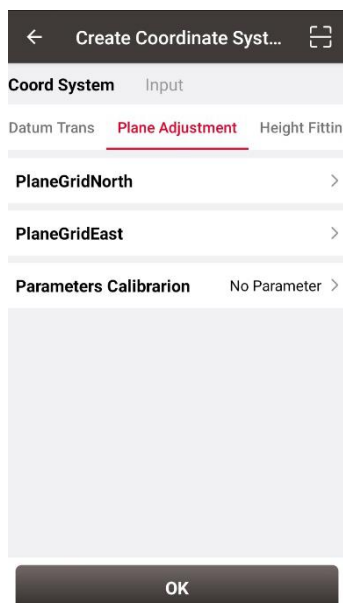 Create Coordinate Syst...
Coord System Input
Datum Trans Plane Adjustment Height Fittin
PlaneGridNorth
PlaneGridEast
Parameters Calibrarion No Parameter
OK